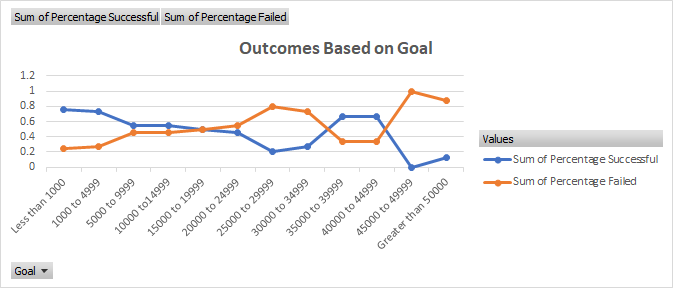 Sum of Percentage Successful Sum of Percentage Failed
Outcomes Based on Goal
1.2
1
0.8
0.6
0.4
0.2
0
Less than 1000
1000 to 4999
5000 to 9999
10000 to14999
15000 to 19999
20000 to 24999
25000 to 29999
30000 to 34999
35000 to 39999
40000 to 44999
45000 to 49999
Greater than 50000
Values
Sum of Percentage Successful
Sum of Percentage Failed
Goal